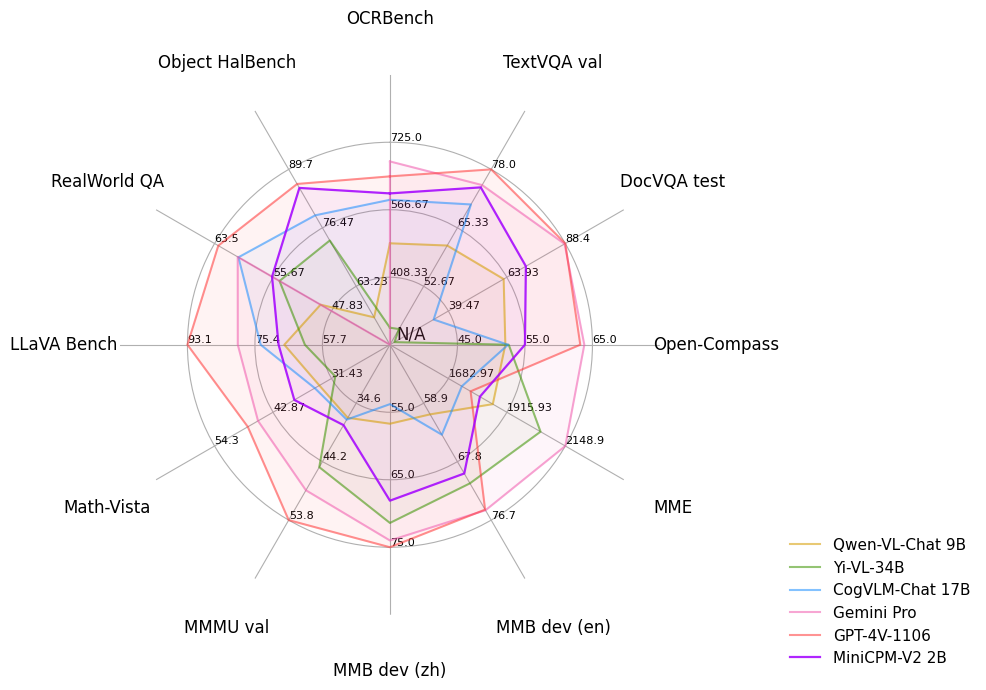 OCRBench
Object HalBench
TextVQA val
725.0
89.7
78.0
RealWorld QA
DocVQA test
566.67
76.47
65.33
63.5
88.4
55.67
63.93
408.33
63.23
52.67
47.83
39.47
N/A
LLaVA Bench
93.1
75.4
57.7
45.0
55.0
65.0
Open-Compass
31.43
1682.97
34.6
58.9
42.87
55.0
1915.93
54.3
2148.9
44.2
67.8
65.0
Math-Vista
MME
53.8
76.7
75.0
Qwen-VL-Chat 9B
Yi-VL-34B
CogVLM-Chat 17B
Gemini Pro
GPT-4V-1106
MiniCPM-V2 2B
MMMU val
MMB dev (en)
MMB dev (zh)